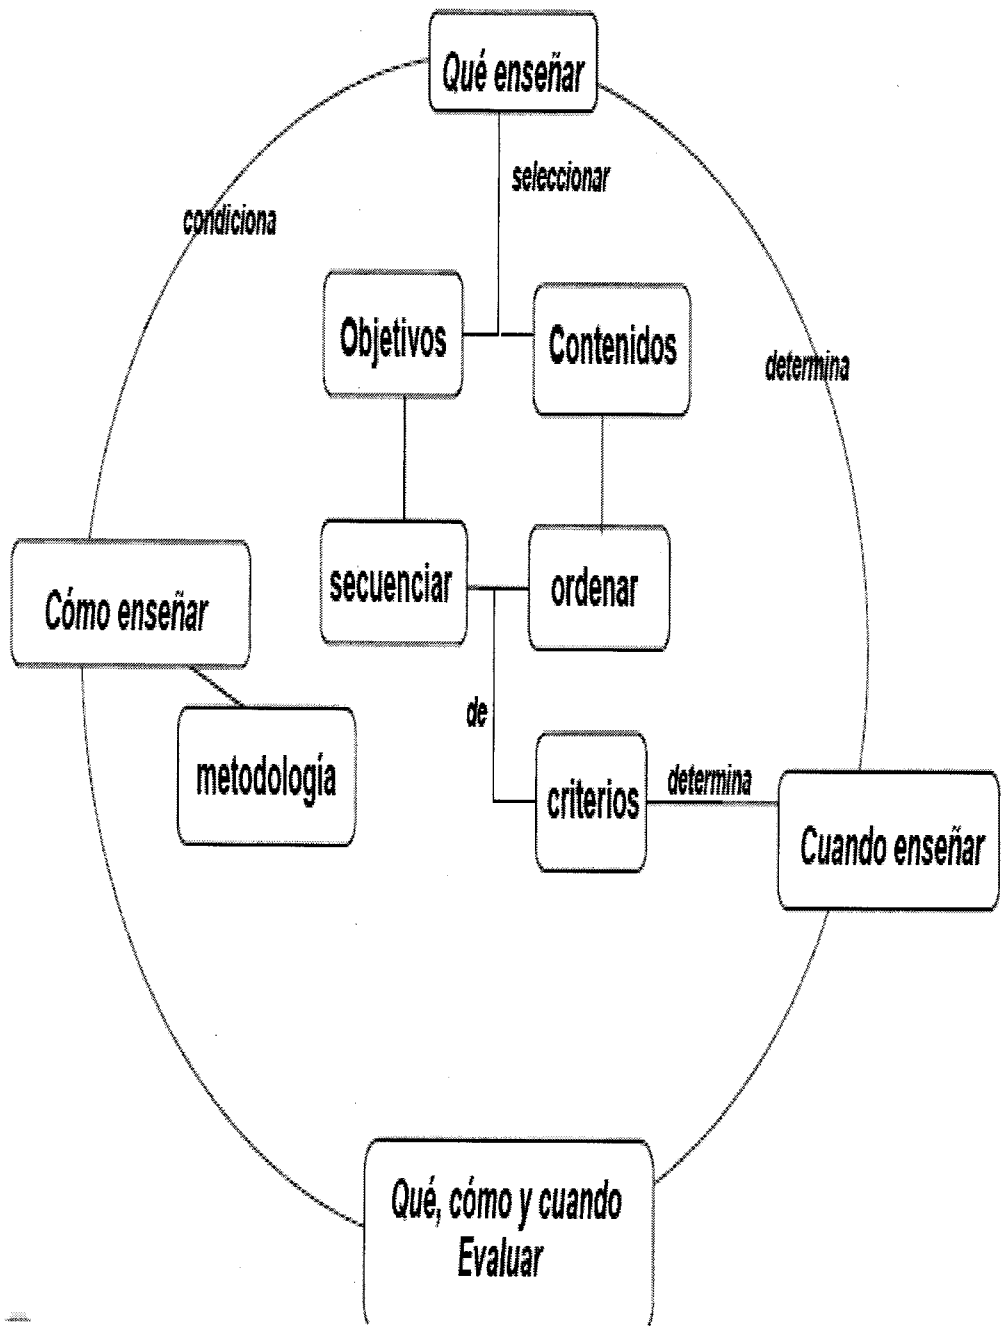 Qué enseñar
seleccionar
condiciona
Objetivos
Contenidos
determina
secuenciar
ordenar
Cómo enseñar
de
metodología
criterios
determina
Cuando enseñar
Qué, cómo y cuando
Evaluar